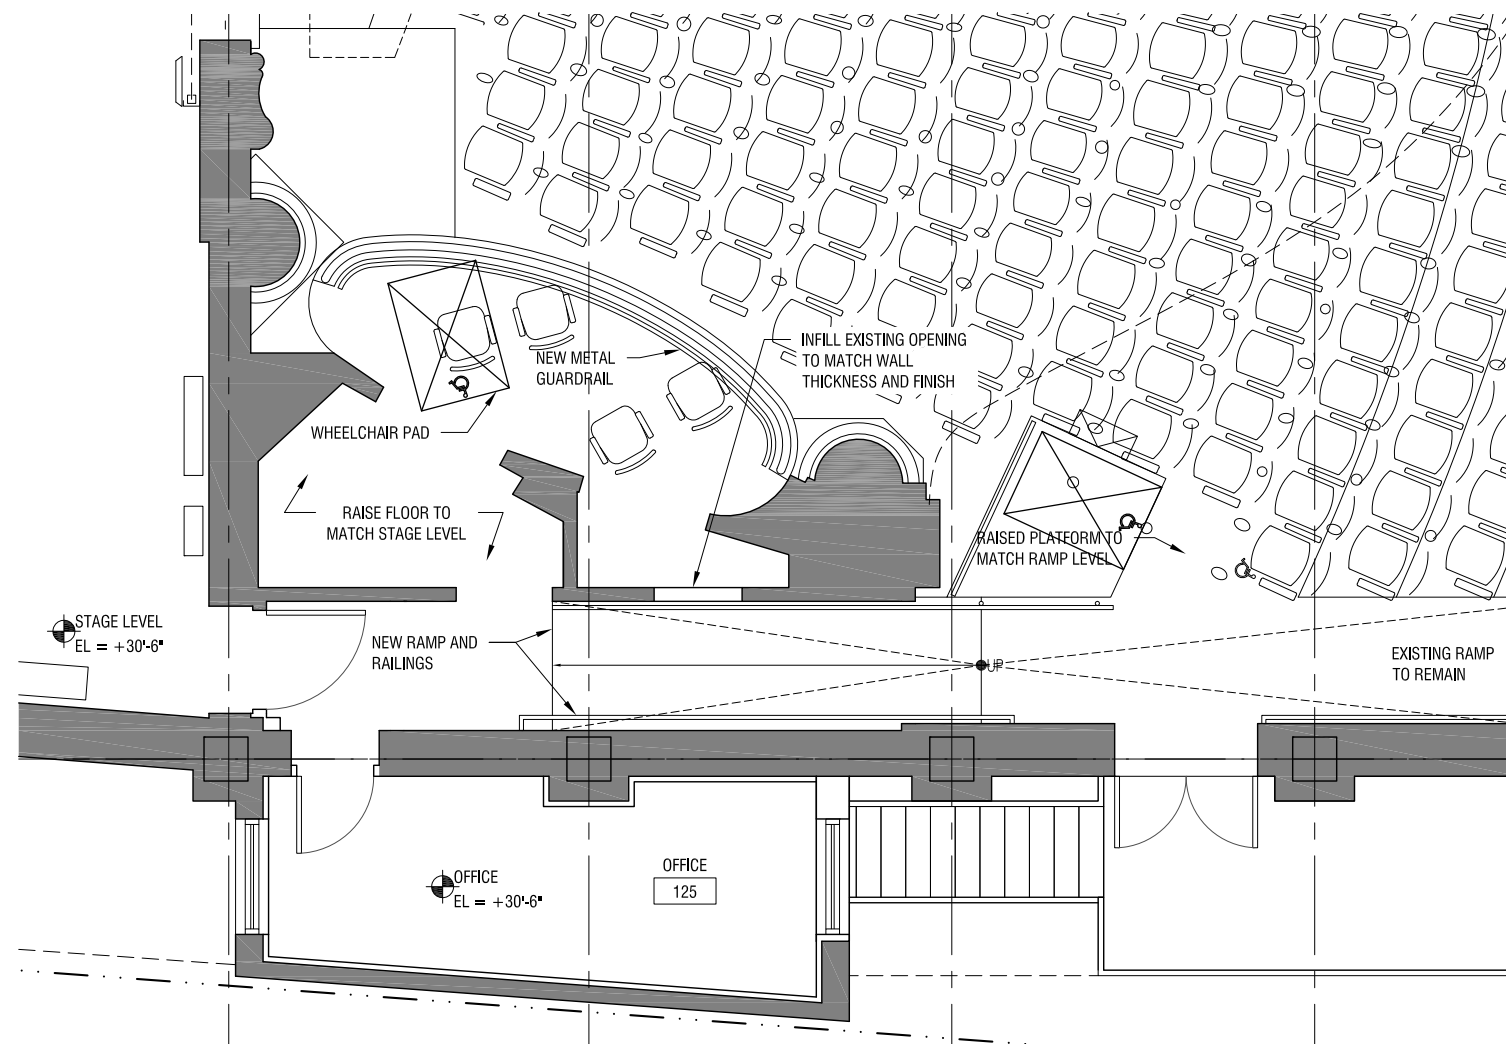 INFILL EXISTING OPENING
TO MATCH WALL
THICKNESS AND FINISH
NEW METAL
GUARDRAIL
WHEELCHAIR PAD
RAISE FLOOR TO
MATCH STAGE LEVEL
RAISED PLATFORM TO
MATCH RAMP LEVEL
STAGE LEVEL
EL = +30'-6"
NEW RAMP AND
RAILINGS
UP
EXISTING RAMP
TO REMAIN
OFFICE
125
OFFICE
EL = +30'-6"